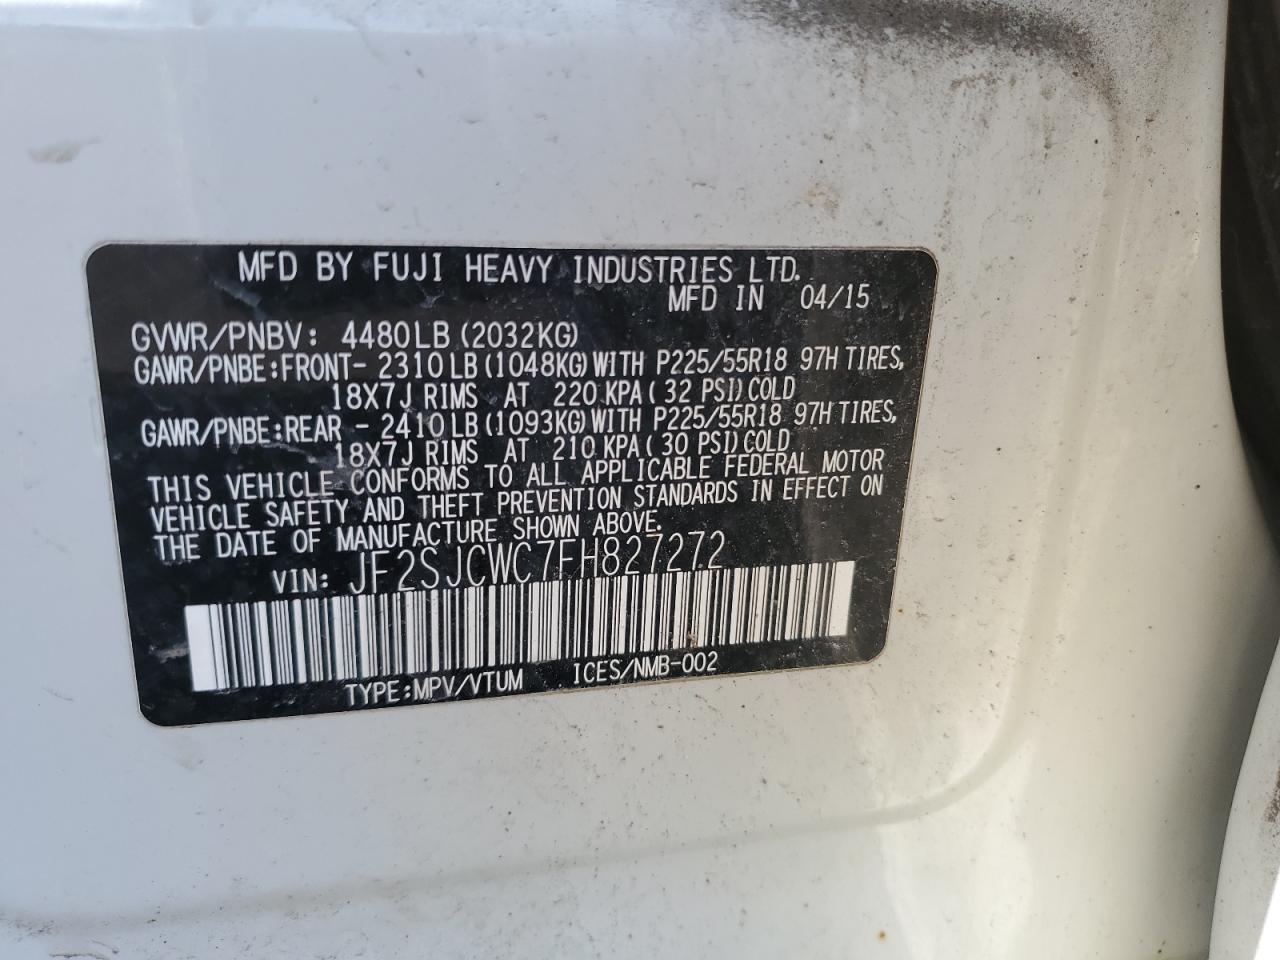 MFD BY FUJI HEAVY INDUSTRIES LTD.
MFD IN 04/15
GVWR/PNBV: 4480LB (2032KG)
GAWR/PNBE:FRONT- 2310LB (1048KG) WITH P225/55R18 97H TIRES,
18X7J RIMS AT 220 KPA ( 32 PSI) COLD
GAWR/PNBE:REAR - 2410LB (1093KG) WITH P225/55R18 97H TIRES,
18X7J RIMS AT 210 KPA ( 30 PSI) COLD
THIS VEHICLE CONFORMS TO ALL APPLICABLE FEDERAL MOTOR
VEHICLE SAFETY AND THEFT PREVENTION STANDARDS IN EFFECT ON
THE DATE OF MANUFACTURE SHOWN ABOVE.
VIN: JF2SJCWC7FH827272
TYPE:MPV/VTUM ICES/NMB-002